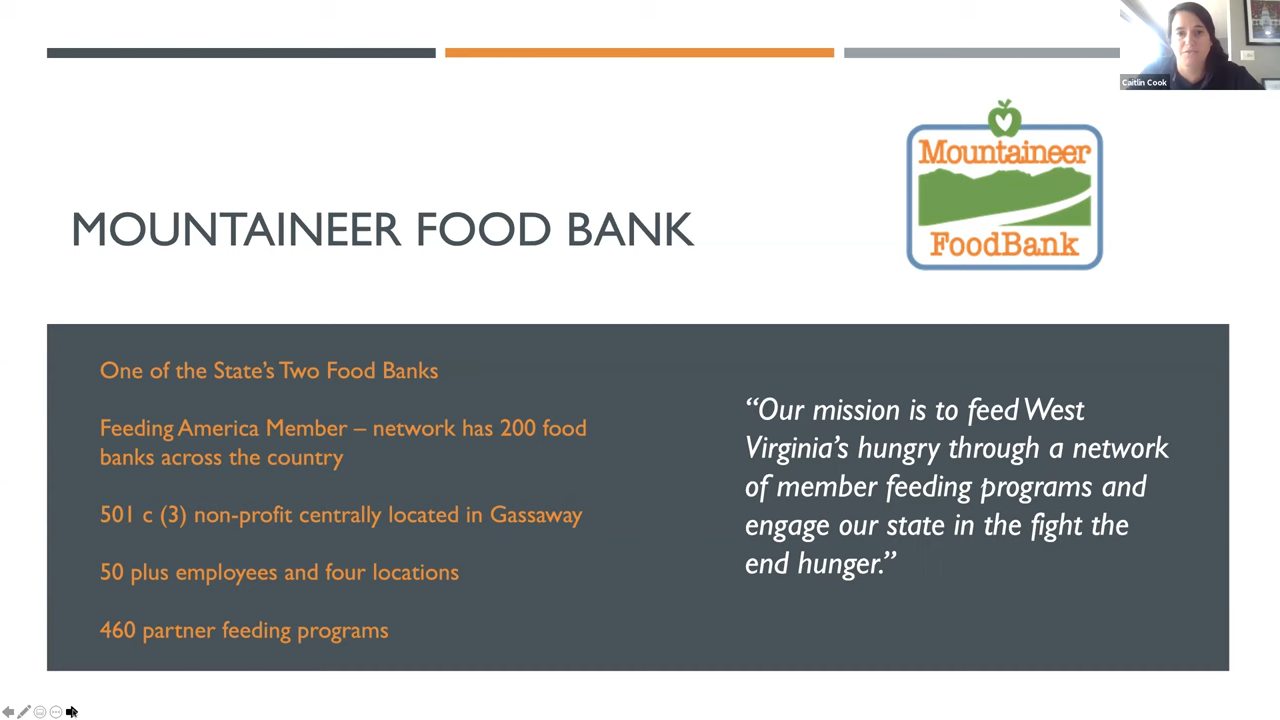 Caitlin Cook
Mountaineer
FoodBank
MOUNTAINEER FOOD BANK
One of the State’s Two Food Banks
Feeding America Member – network has 200 food
banks across the country
501 c (3) non-profit centrally located in Gassaway
50 plus employees and four locations
460 partner feeding programs
“Our mission is to feed West
Virginia’s hungry through a network
of member feeding programs and
engage our state in the fight the
end hunger.”